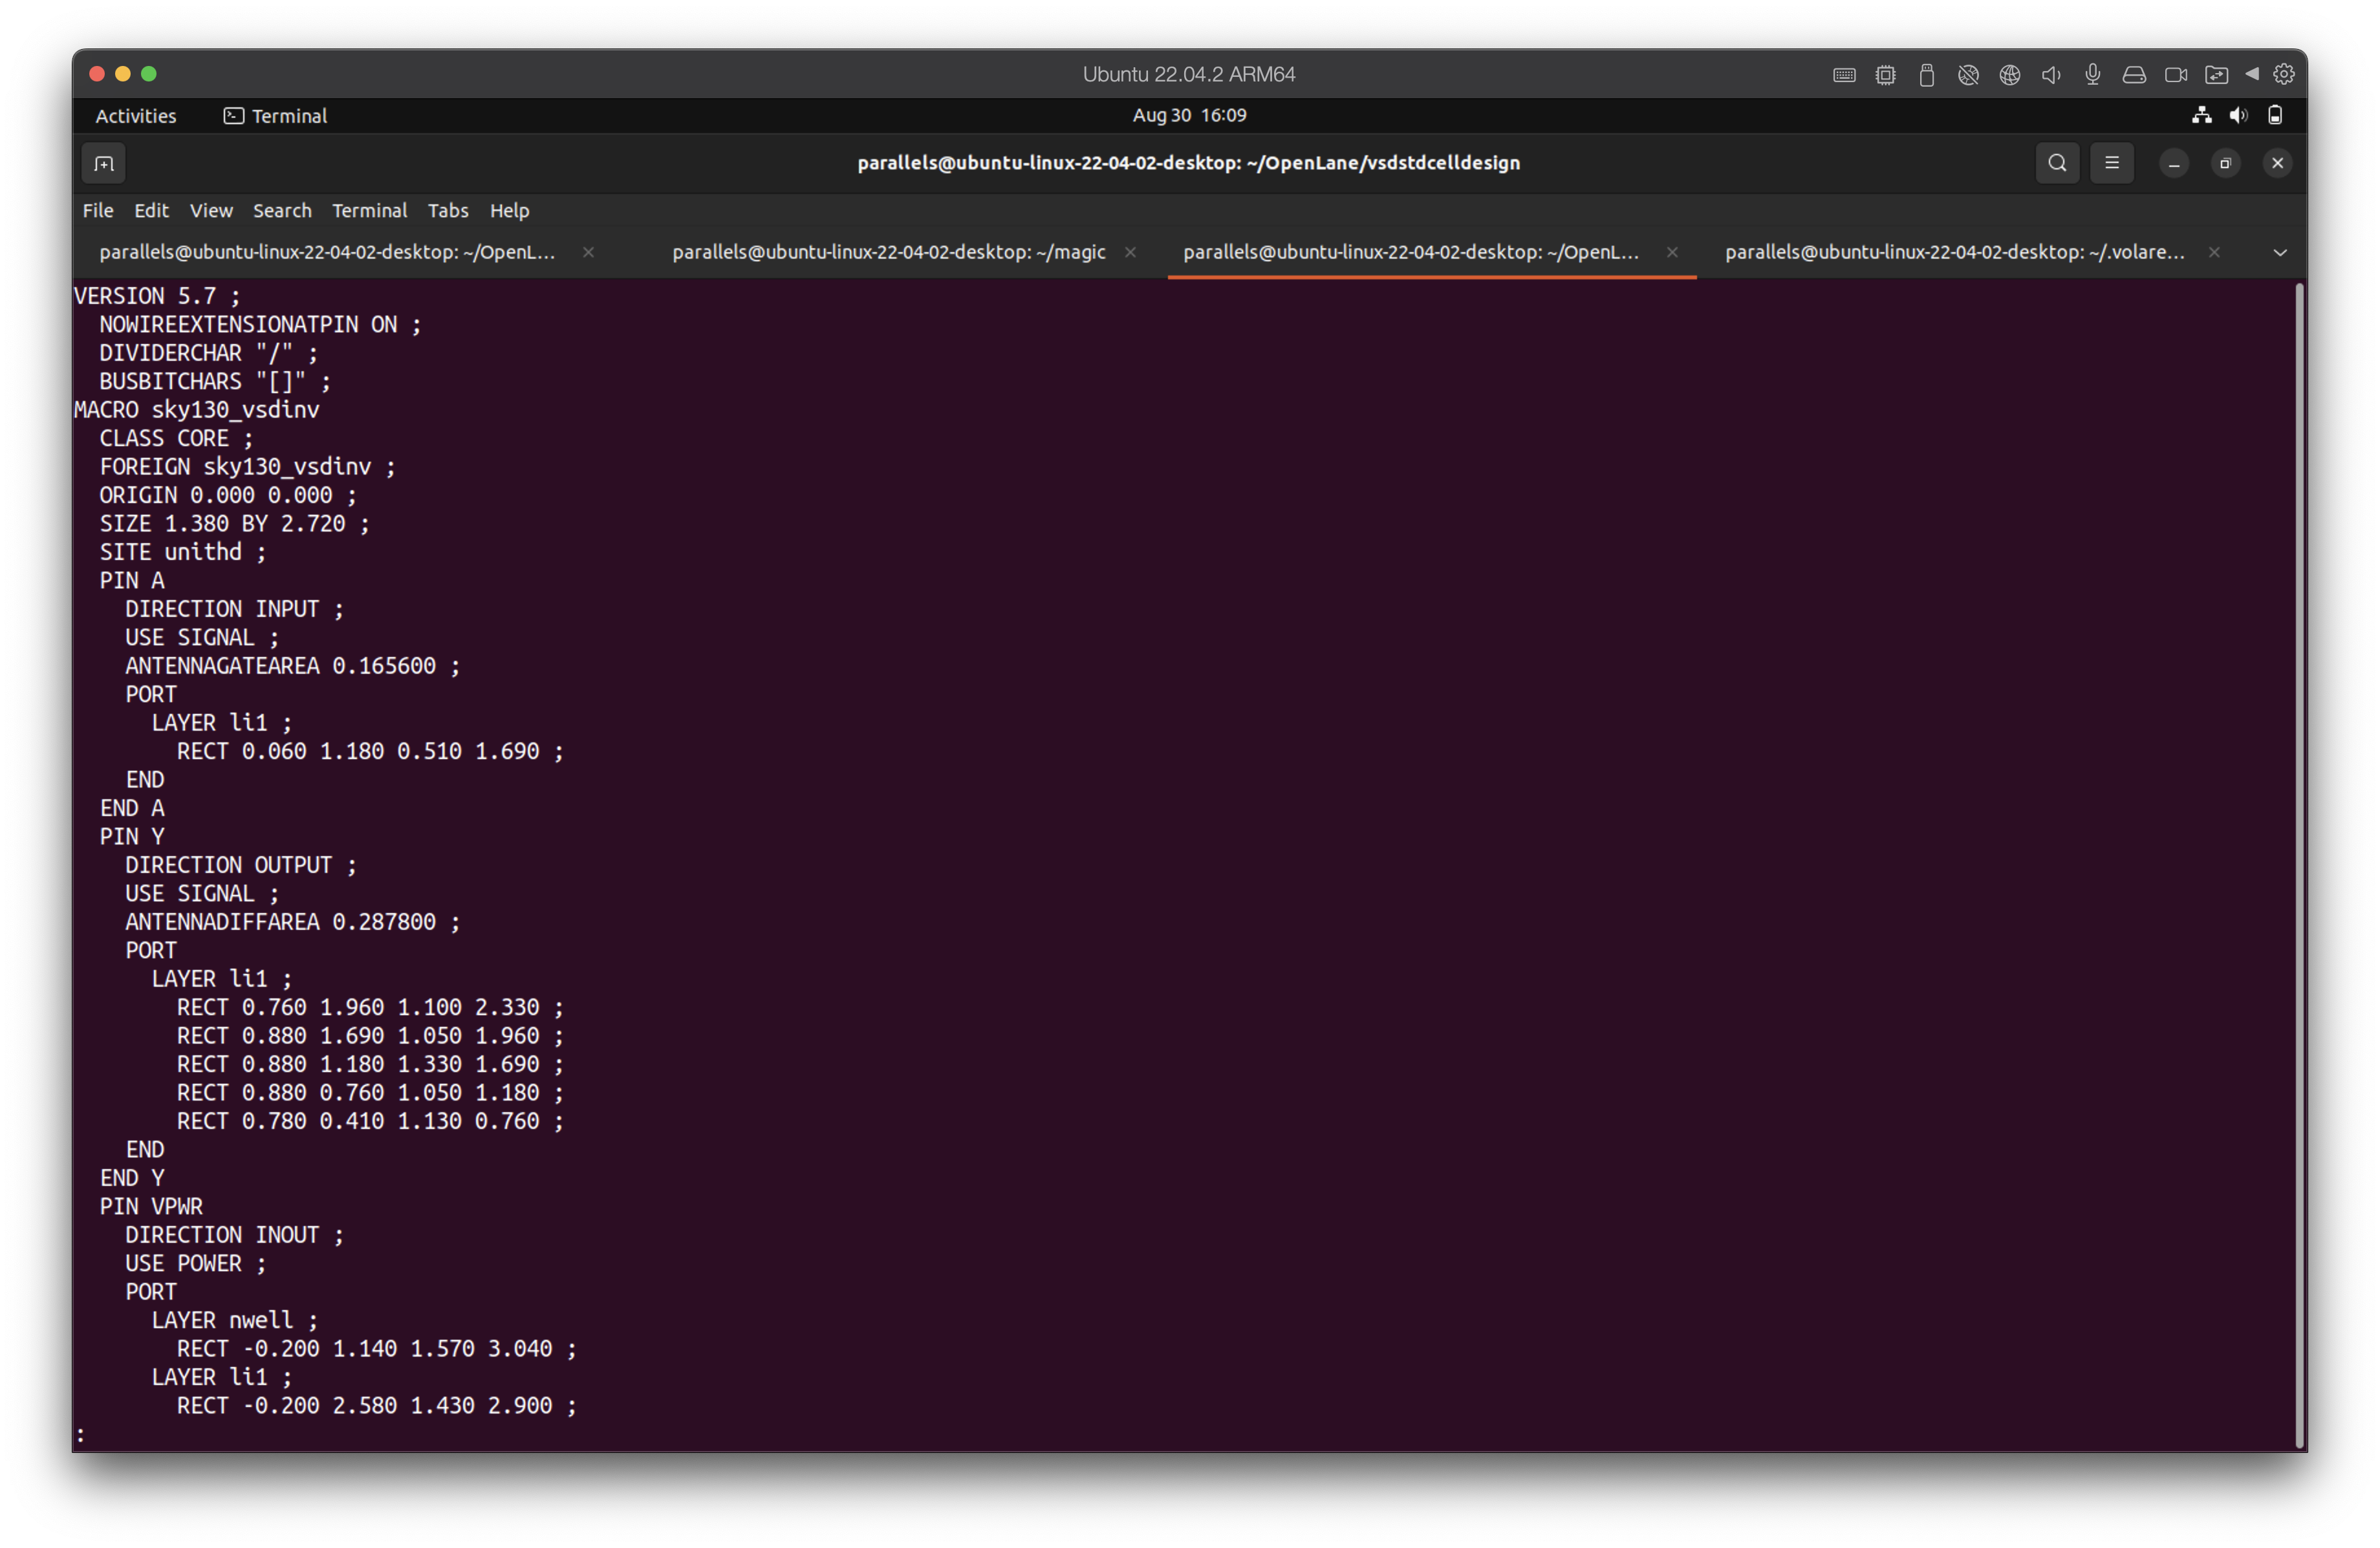 Ubuntu 22.04.2 ARM64
Activities Terminal Aug 30 16:09
parallels@ubuntu-linux-22-04-02-desktop: ~/OpenLane/vsdstdcelldesign
File Edit View Search Terminal Tabs Help
parallels@ubuntu-linux-22-04-02-desktop: ~/OpenL... parallels@ubuntu-linux-22-04-02-desktop: ~/magic parallels@ubuntu-linux-22-04-02-desktop: ~/OpenL... parallels@ubuntu-linux-22-04-02-desktop: ~/.volare...
VERSION 5.7 ;
  NOWIREEXTENSIONATPIN ON ;
  DIVIDERCHAR "/" ;
  BUSBITCHARS "[]" ;
MACRO sky130_vsdinv
  CLASS CORE ;
  FOREIGN sky130_vsdinv ;
  ORIGIN 0.000 0.000 ;
  SIZE 1.380 BY 2.720 ;
  SITE unithd ;
  PIN A
    DIRECTION INPUT ;
    USE SIGNAL ;
    ANTENNAGATEAREA 0.165600 ;
    PORT
      LAYER li1 ;
        RECT 0.060 1.180 0.510 1.690 ;
    END
  END A
  PIN Y
    DIRECTION OUTPUT ;
    USE SIGNAL ;
    ANTENNADIFFAREA 0.287800 ;
    PORT
      LAYER li1 ;
        RECT 0.760 1.960 1.100 2.330 ;
        RECT 0.880 1.690 1.050 1.960 ;
        RECT 0.880 1.180 1.330 1.690 ;
        RECT 0.880 0.760 1.050 1.180 ;
        RECT 0.780 0.410 1.130 0.760 ;
    END
  END Y
  PIN VPWR
    DIRECTION INOUT ;
    USE POWER ;
    PORT
      LAYER nwell ;
        RECT -0.200 1.140 1.570 3.040 ;
      LAYER li1 ;
        RECT -0.200 2.580 1.430 2.900 ;
: